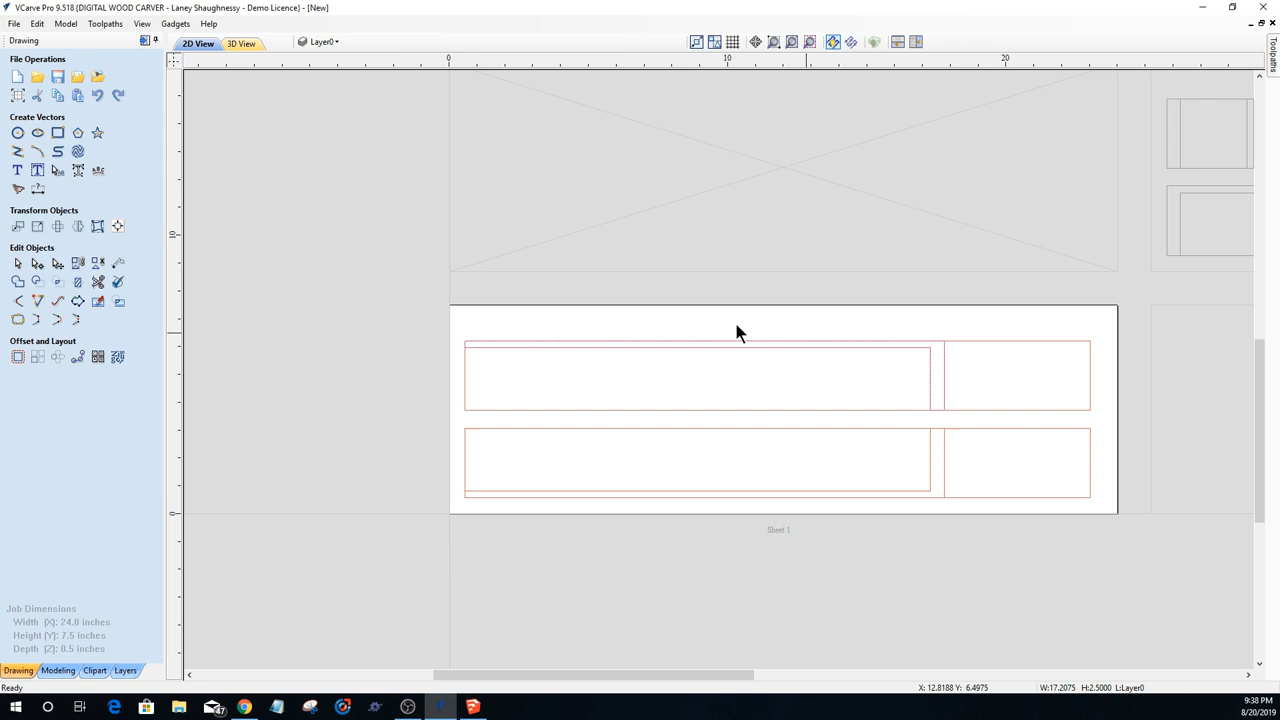 VCarve Pro 9.518 {DIGITAL WOOD CARVER - Laney Shaughnessy - Demo Licence} - [New]
File Edit Model Toolpaths View Gadgets Help
Drawing
2D View 3D View Layer0
Toolpaths
File Operations
0 10 20
Create Vectors
Transform Objects
10
Edit Objects
Offset and Layout
0
Sheet 1
Job Dimensions
Width (X): 24.0 inches
Height (Y): 7.5 inches
Depth (Z): 0.5 inches
Drawing Modeling Clipart Layers
Ready
X: 12.8188 Y: 6.4975
W:17.2075 H:2.5000 L:Layer0
47
9:38 PM
8/20/2019